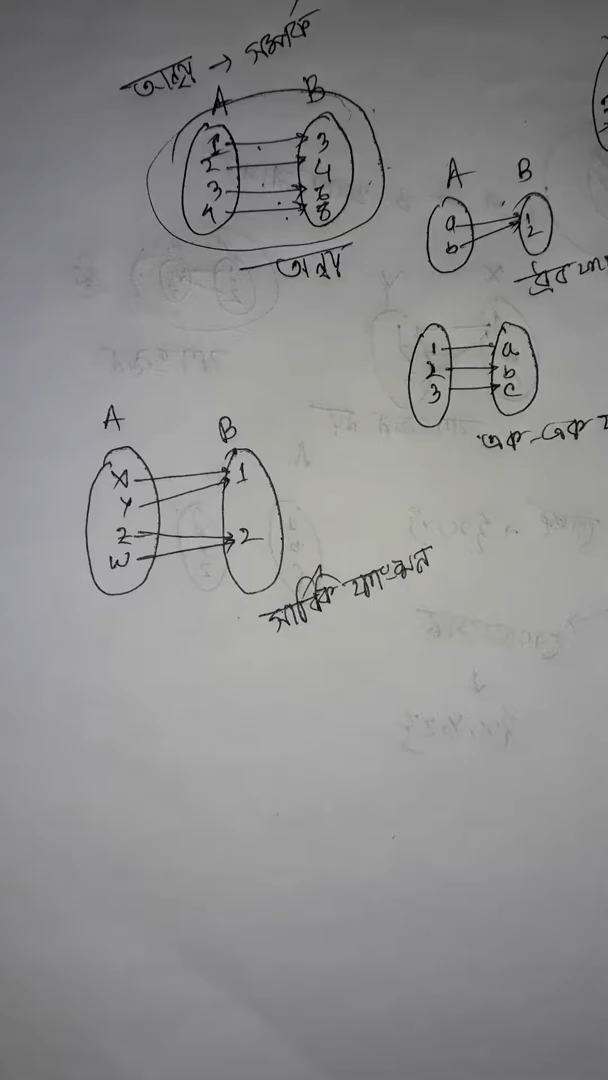 অন্বয় → সম্পর্ক
A B
1 3
2 4
3
4 8
অন্বয়
A B
a 1
b 2
1 a
2 b
3 c
এক-এক
A B
X 1
Y
Z 2
W
সার্বিক ফাংশন